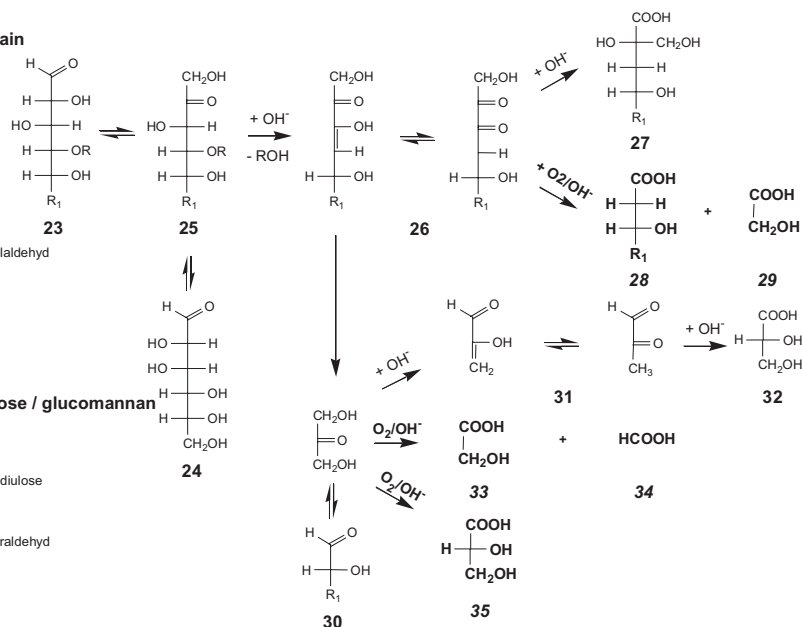 ain
H O
H OH
HO H
H OR
H OH
R1
23
CH2OH
O
HO H
H OR
H OH
R1
25
+ OH-
- ROH
CH2OH
O
OH
H
H OH
R1
26
CH2OH
O
O
H
H OH
R1
+ OH-
COOH
HO CH2OH
H H
H OH
R1
27
+ O2/OH-
COOH
H H
H OH
R1
28
+
COOH
CH2OH
29
laldehyd
H O
HO H
HO H
H OH
H OH
CH2OH
24
ose / glucomannan
diulose
raldehyd
CH2OH
O
CH2OH
+ OH-
H O
OH
CH2
31
H O
O
CH3
+ OH-
COOH
H OH
CH2OH
32
O2/OH-
COOH
CH2OH
33
+
HCOOH
34
O2/OH-
COOH
H OH
CH2OH
35
H O
H OH
R1
30